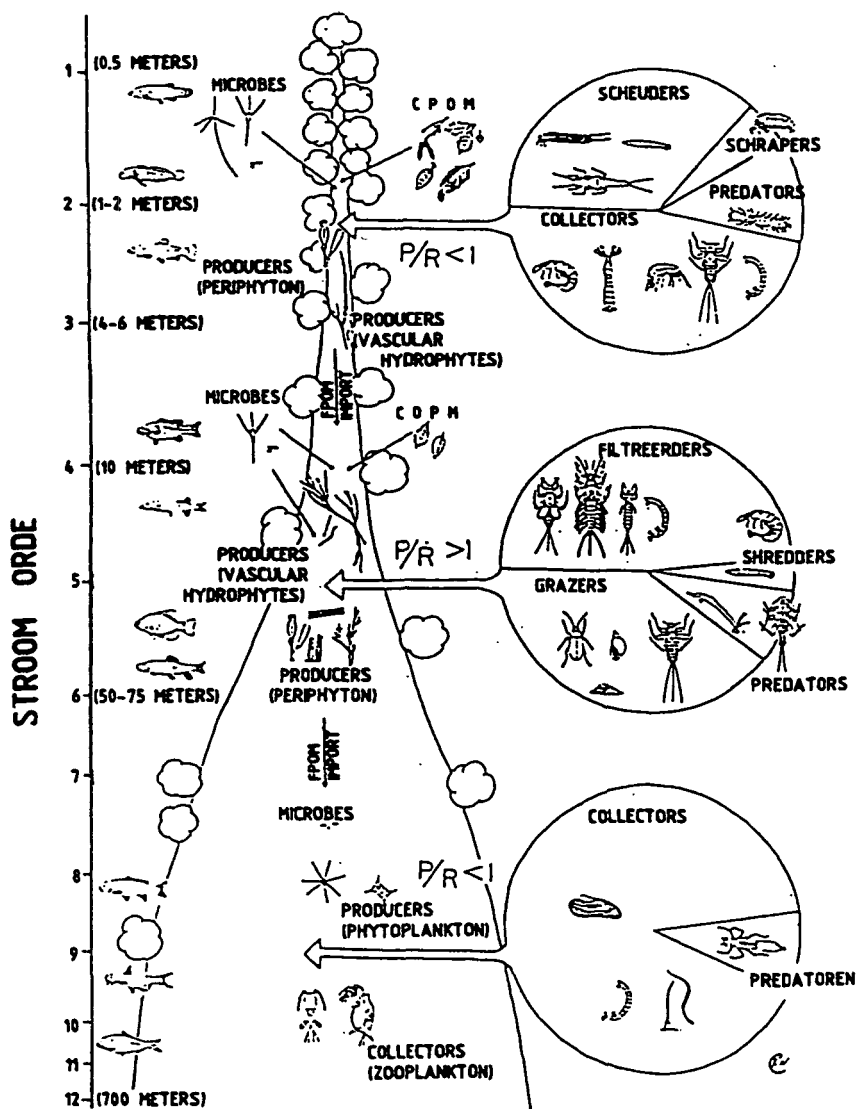 STROOM ORDE
1
(0.5 METERS)
2
(1-2 METERS)
3
(4-6 METERS)
4
(10 METERS)
5
6
(50-75 METERS)
7
8
9
10
11
12
(700 METERS)
MICROBES
CPOM
PRODUCERS
(PERIPHYTON)
P/R<1
PRODUCERS
(VASCULAR
HYDROPHYTES)
FPOM
IMPORT
MICROBES
COPM
PRODUCERS
(VASCULAR
HYDROPHYTES)
P/R>1
PRODUCERS
(PERIPHYTON)
FPOM
IMPORT
MICROBES
P/R<1
PRODUCERS
(PHYTOPLANKTON)
COLLECTORS
(ZOOPLANKTON)
SCHEUDERS
SCHRAPERS
PREDATORS
COLLECTORS
FILTREERDERS
SHREDDERS
GRAZERS
PREDATORS
COLLECTORS
PREDATOREN